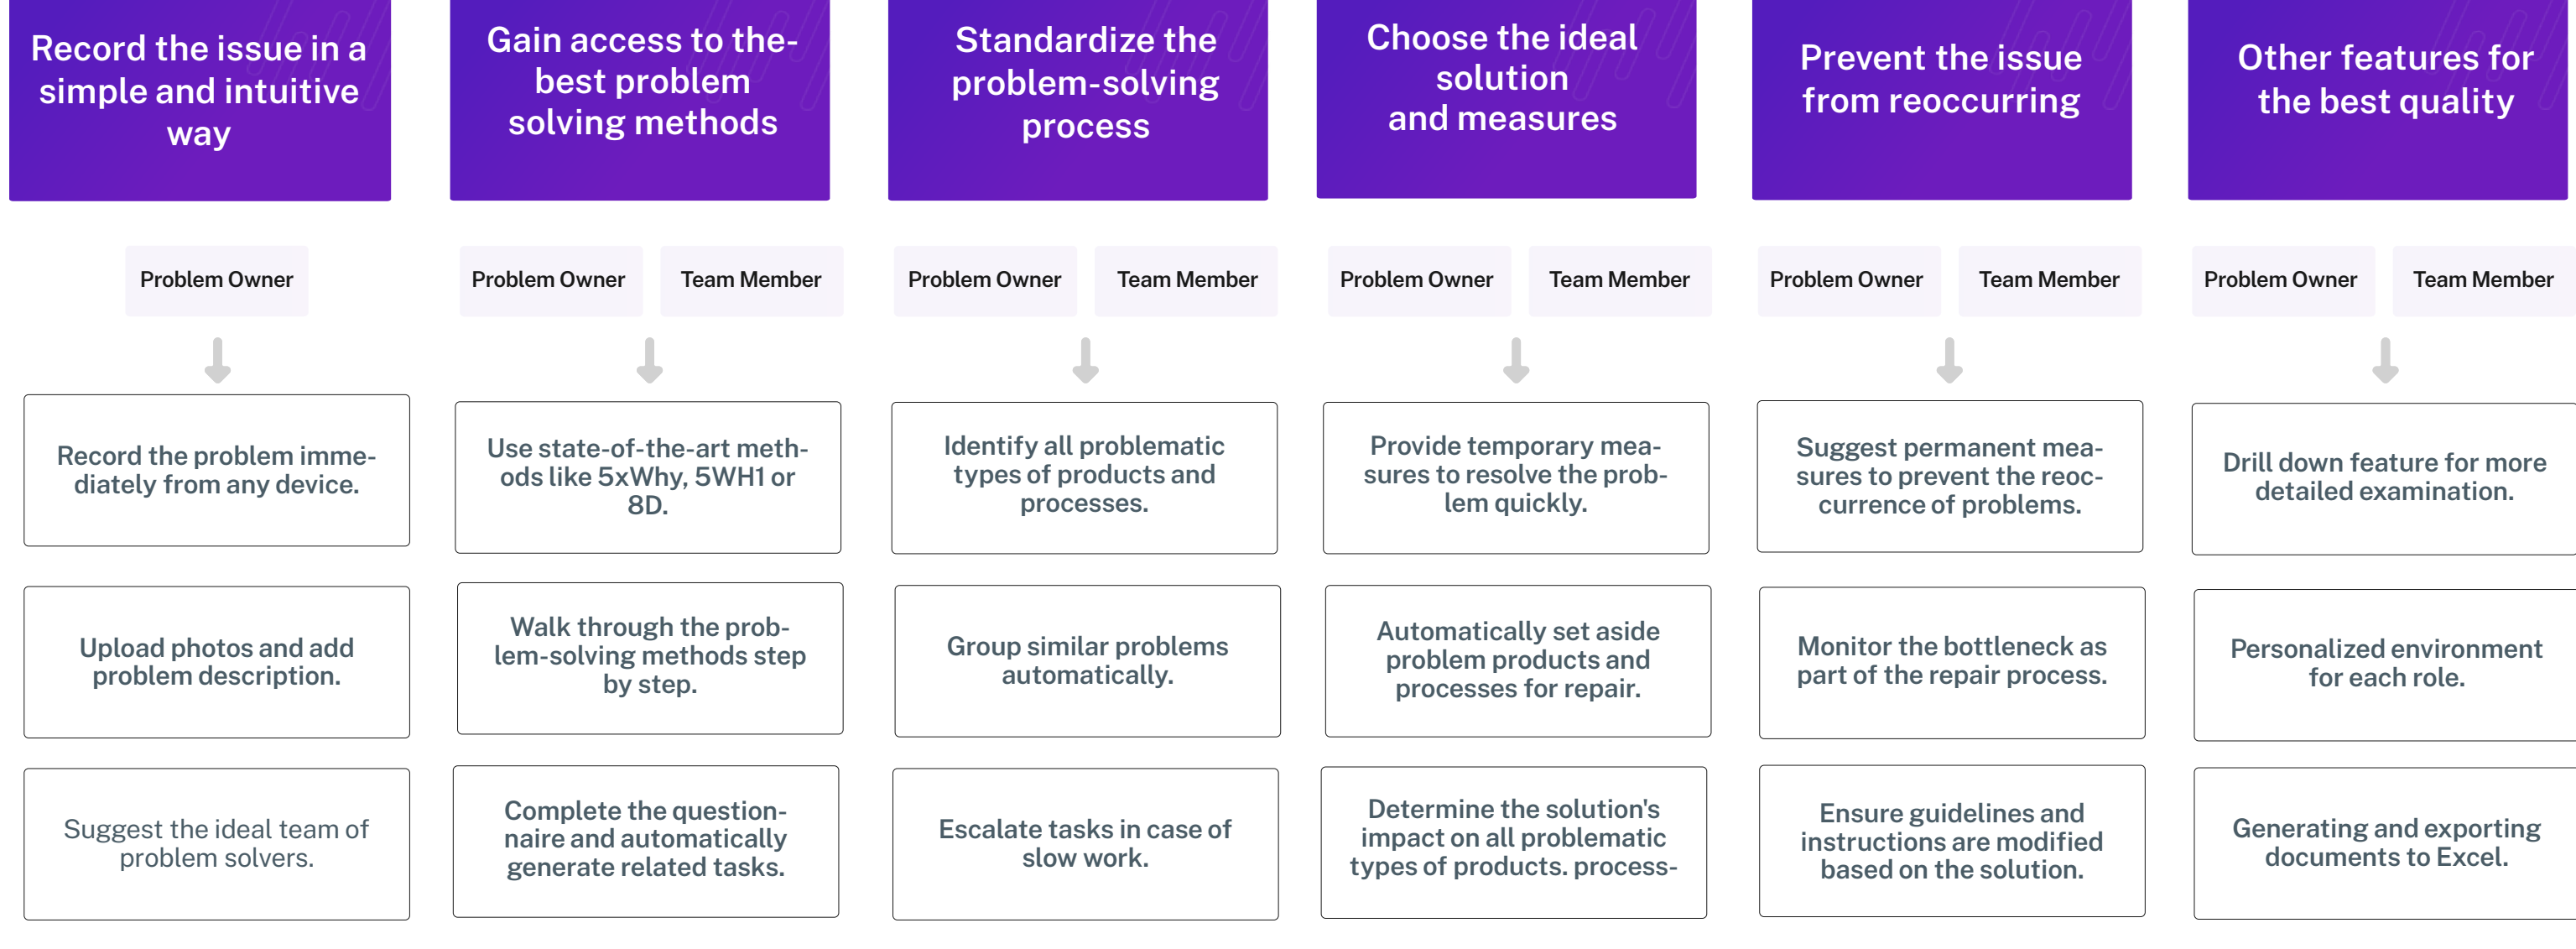 Record the issue in a
simple and intuitive
way
Problem Owner
Record the problem imme-
diately from any device.
Upload photos and add
problem description.
Suggest the ideal team of
problem solvers.
Gain access to the-
best problem
solving methods
Problem Owner
Team Member
Use state-of-the-art meth-
ods like 5xWhy, 5WH1 or
8D.
Walk through the prob-
lem-solving methods step
by step.
Complete the question-
naire and automatically
generate related tasks.
Standardize the
problem-solving
process
Problem Owner
Team Member
Identify all problematic
types of products and
processes.
Group similar problems
automatically.
Escalate tasks in case of
slow work.
Choose the ideal
solution
and measures
Problem Owner
Team Member
Provide temporary mea-
sures to resolve the prob-
lem quickly.
Automatically set aside
problem products and
processes for repair.
Determine the solution's
impact on all problematic
types of products. process-
Prevent the issue
from reoccurring
Problem Owner
Team Member
Suggest permanent mea-
sures to prevent the reoc-
currence of problems.
Monitor the bottleneck as
part of the repair process.
Ensure guidelines and
instructions are modified
based on the solution.
Other features for
the best quality
Problem Owner
Team Member
Drill down feature for more
detailed examination.
Personalized environment
for each role.
Generating and exporting
documents to Excel.